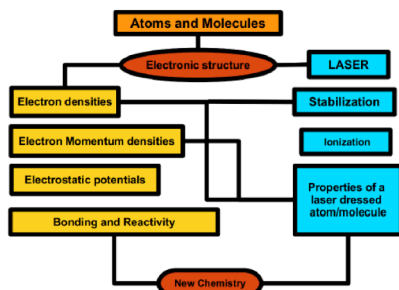 Atoms and Molecules
Electronic structure
LASER
Electron densities
Stabilization
Electron Momentum densities
Ionization
Electrostatic potentials
Properties of a
laser dressed
atom/molecule
Bonding and Reactivity
New Chemistry